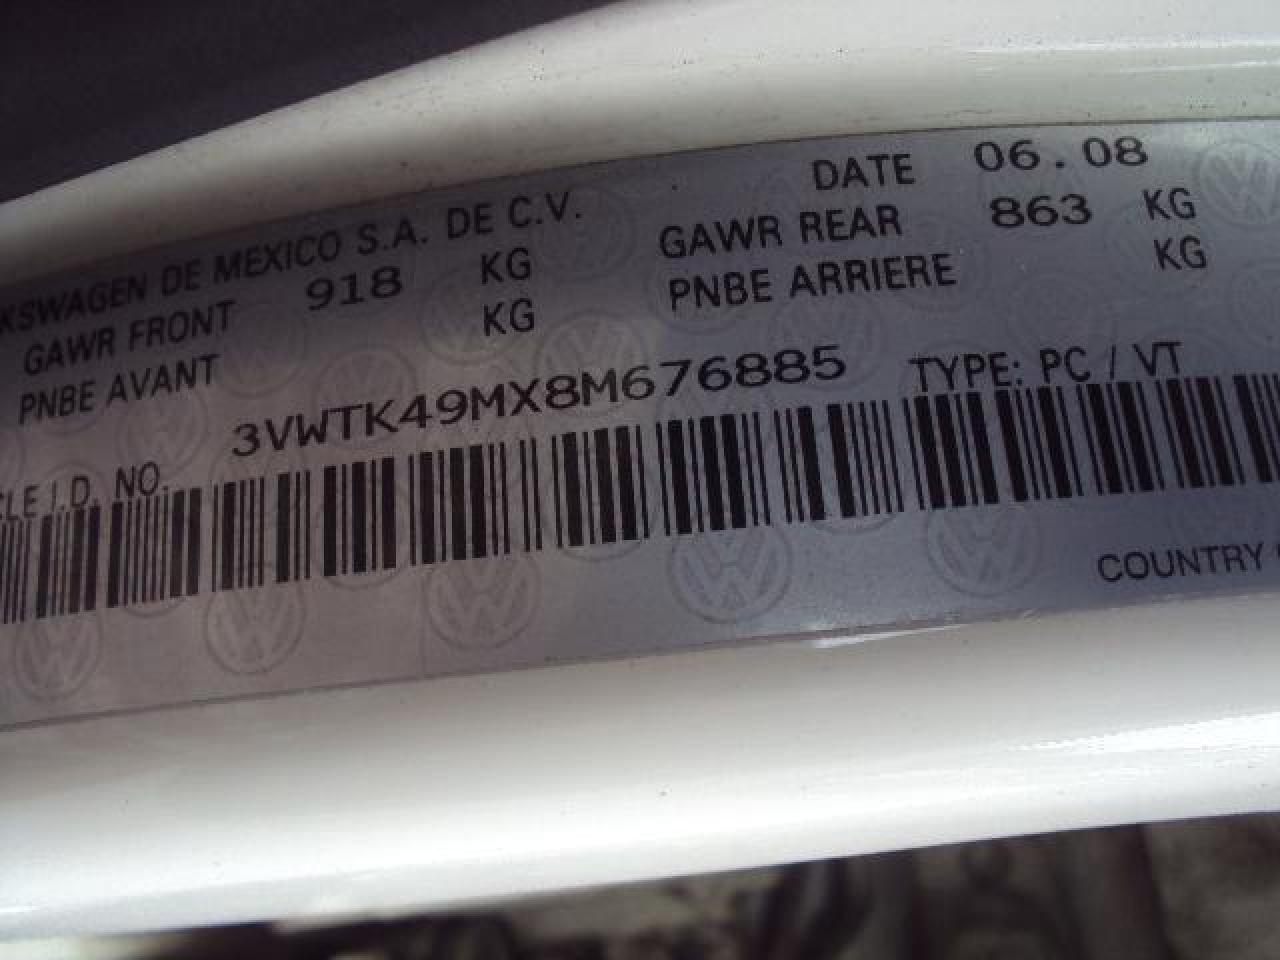 KSWAGEN DE MEXICO S.A. DE C.V. DATE 06.08
GAWR FRONT 918 KG GAWR REAR 863 KG
PNBE AVANT KG PNBE ARRIERE KG
3VWTK49MX8M676885 TYPE: PC / VT
CLE I.D. NO.
COUNTRY